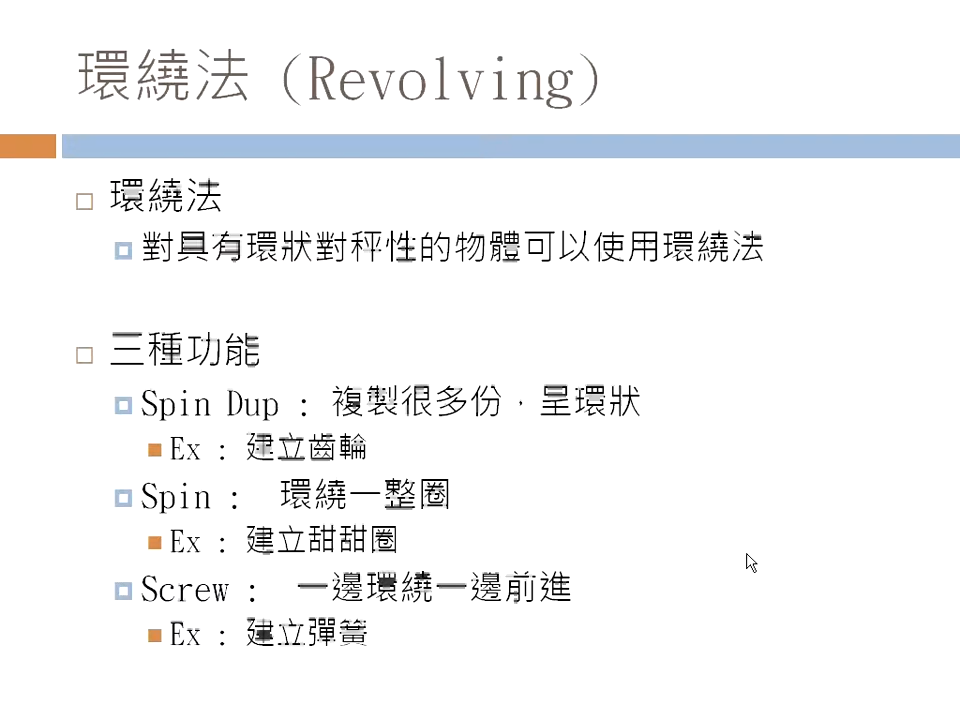 環繞法 (Revolving)
環繞法
對具有環狀對秤性的物體可以使用環繞法
三種功能
Spin Dup : 複製很多份，呈環狀
Ex : 建立齒輪
Spin : 環繞一整圈
Ex : 建立甜甜圈
Screw : 一邊環繞一邊前進
Ex : 建立彈簧